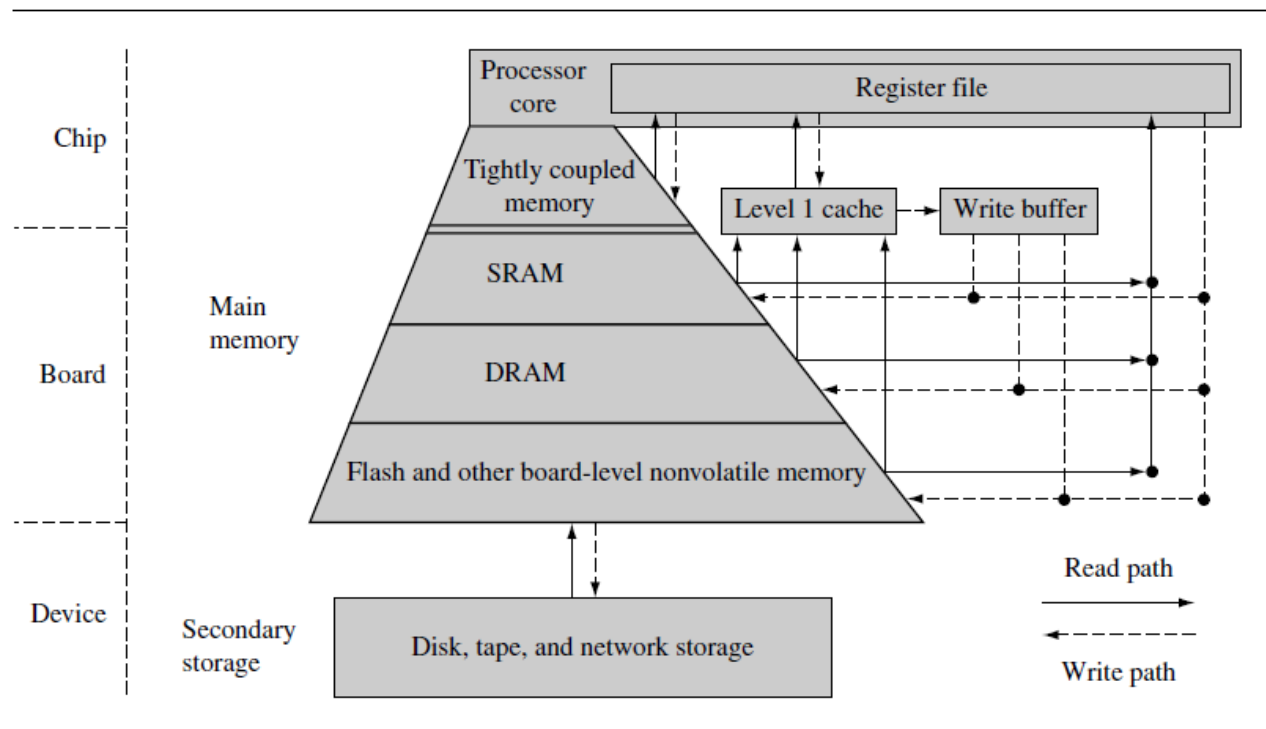 Processor
core
Register file
Chip
Tightly coupled
memory
Level 1 cache
Write buffer
SRAM
Main
memory
Board
DRAM
Flash and other board-level nonvolatile memory
Read path
Device
Secondary
storage
Disk, tape, and network storage
Write path